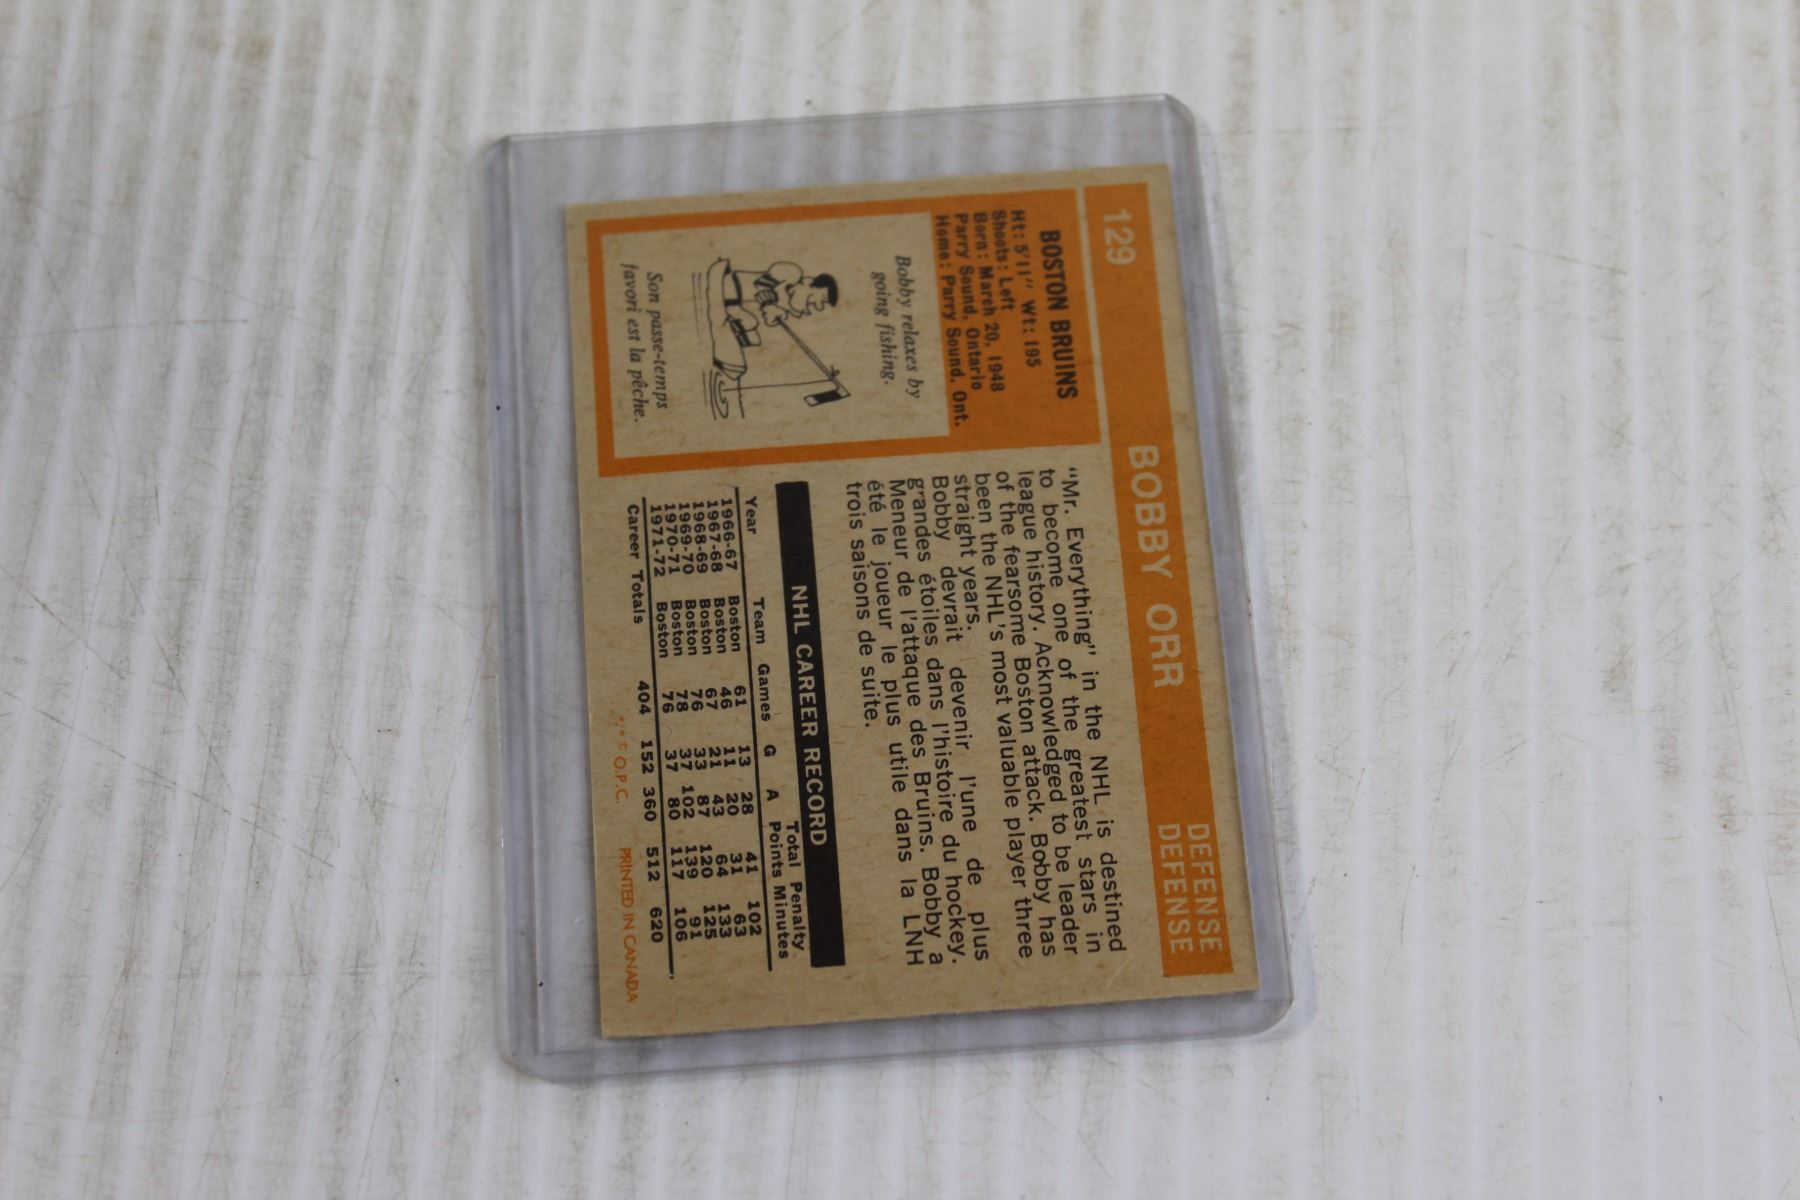 129 BOBBY ORR DEFENSE
DEFENSE
BOSTON BRUINS
Ht: 5'11" Wt: 195
Shoots: Left
Born: March 20, 1948
Parry Sound, Ontario
Home: Parry Sound, Ont.
Bobby relaxes by
going fishing.
Son passe-temps
favori est la pêche.
"Mr. Everything" in the NHL is destined
to become one of the greatest stars in
league history. Acknowledged to be leader
of the fearsome Boston attack. Bobby has
been the NHL's most valuable player three
straight years.
Bobby devrait devenir l'une de plus
grandes étoiles dans l'histoire du hockey.
Meneur de l'attaque des Bruins. Bobby a
été le joueur le plus utile dans la LNH
trois saisons de suite.
NHL CAREER RECORD
Total Penalty
Year Team Games G A Points Minutes
1966-67 Boston 61 13 28 41 102
1967-68 Boston 46 11 20 31 63
1968-69 Boston 67 21 43 64 133
1969-70 Boston 76 33 87 120 125
1970-71 Boston 78 37 102 139 91
1971-72 Boston 76 37 80 117 106
Career Totals 404 152 360 512 620
** © O.P.C. PRINTED IN CANADA